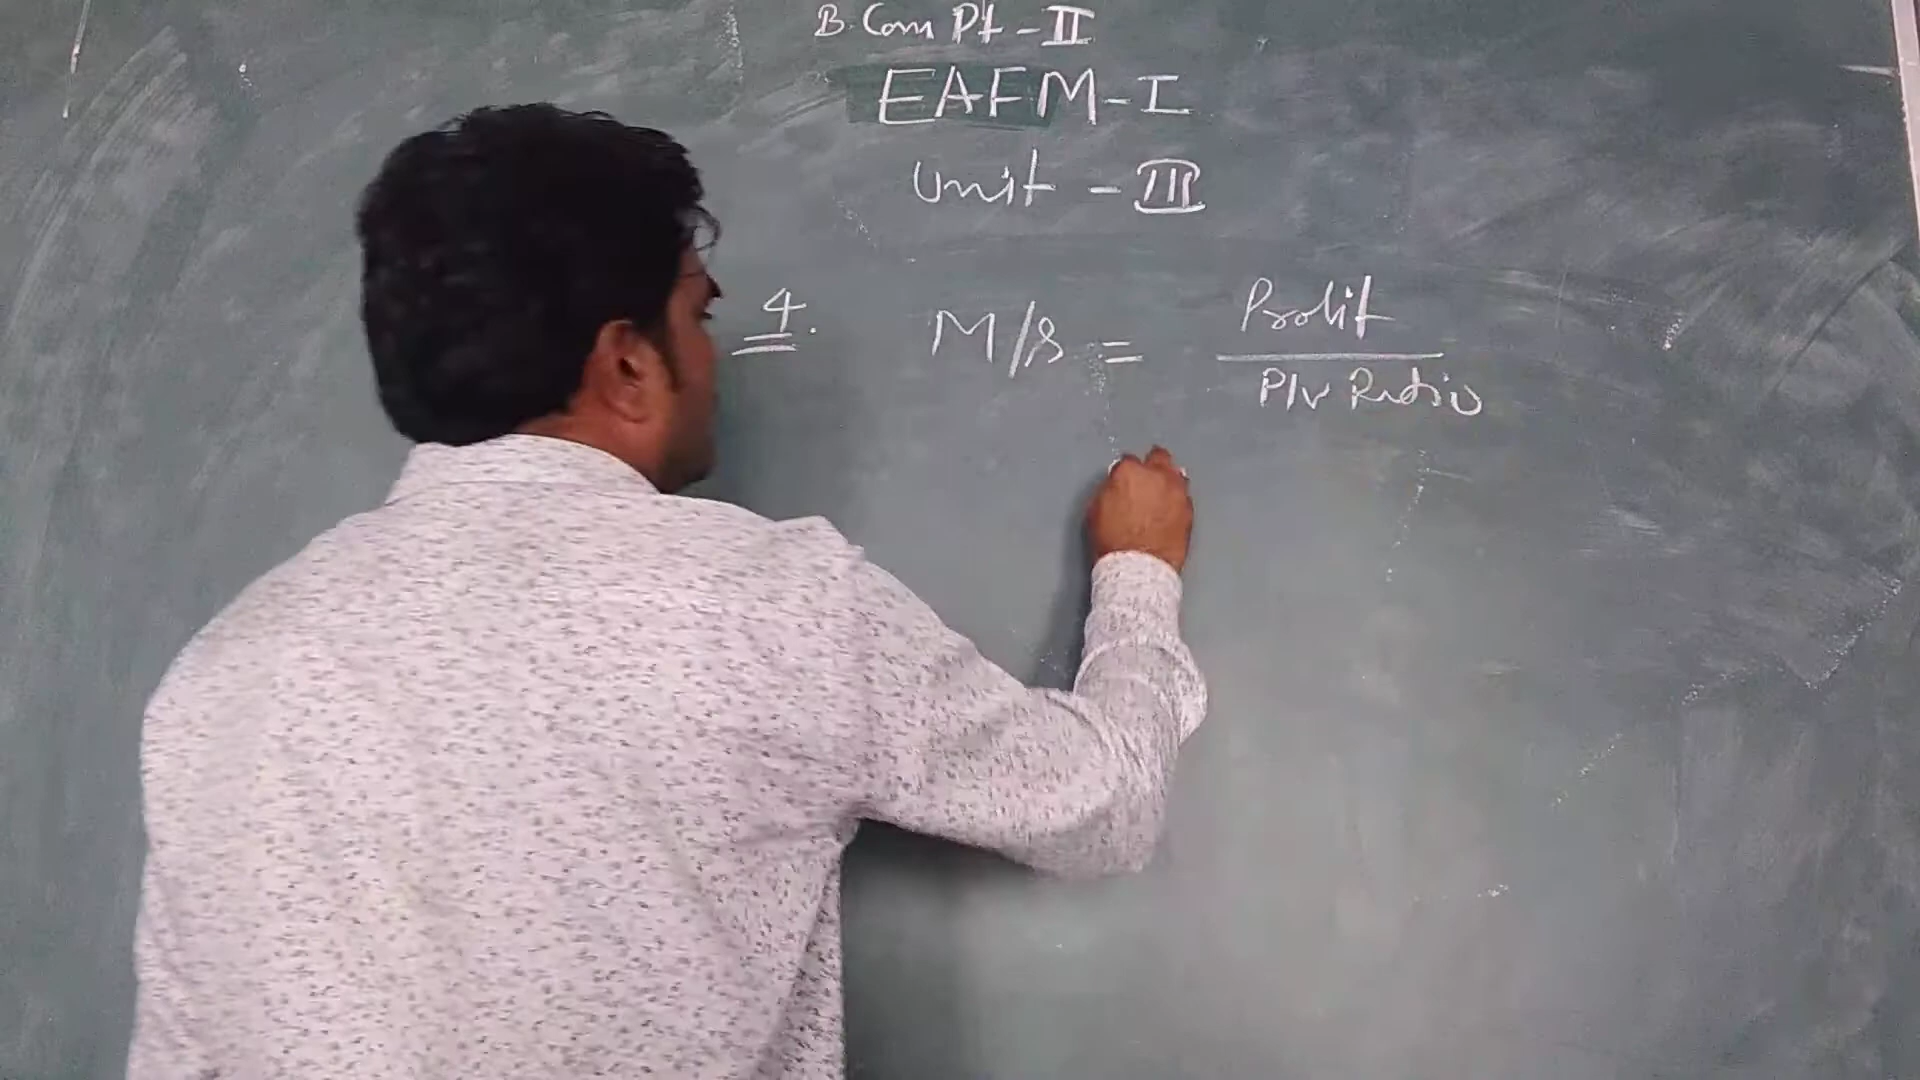 B. Com Pt - II
EAFM - I
Unit - III
4. M/S = Profit
P/V Ratio